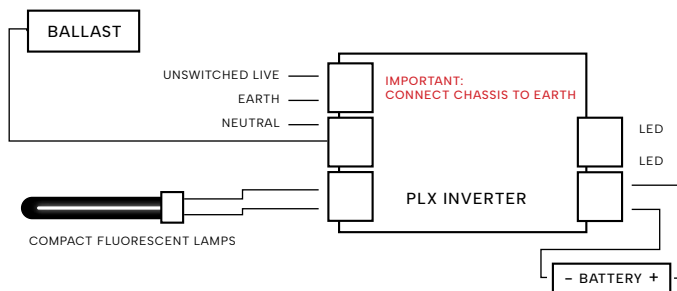 BALLAST
UNSWITCHED LIVE
EARTH
NEUTRAL
IMPORTANT:
CONNECT CHASSIS TO EARTH
LED
LED
PLX INVERTER
COMPACT FLUORESCENT LAMPS
- BATTERY +